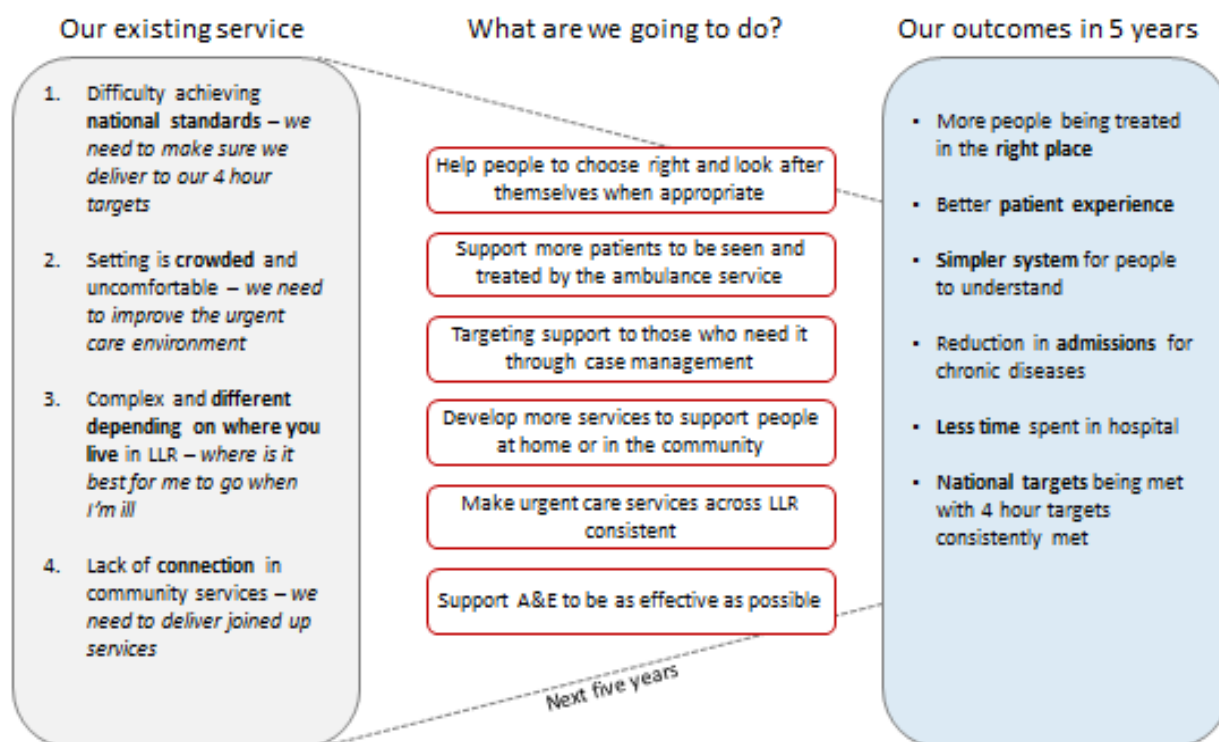 Our existing service
1. Difficulty achieving
national standards – we
need to make sure we
deliver to our 4 hour
targets
2. Setting is crowded and
uncomfortable – we need
to improve the urgent
care environment
3. Complex and different
depending on where you
live in LLR – where is it
best for me to go when
I'm ill
4. Lack of connection in
community services – we
need to deliver joined up
services
What are we going to do?
Help people to choose right and look after
themselves when appropriate
Support more patients to be seen and
treated by the ambulance service
Targeting support to those who need it
through case management
Develop more services to support people
at home or in the community
Make urgent care services across LLR
consistent
Support A&E to be as effective as possible
Next five years
Our outcomes in 5 years
• More people being treated
in the right place
• Better patient experience
• Simpler system for people
to understand
• Reduction in admissions for
chronic diseases
• Less time spent in hospital
• National targets being met
with 4 hour targets
consistently met